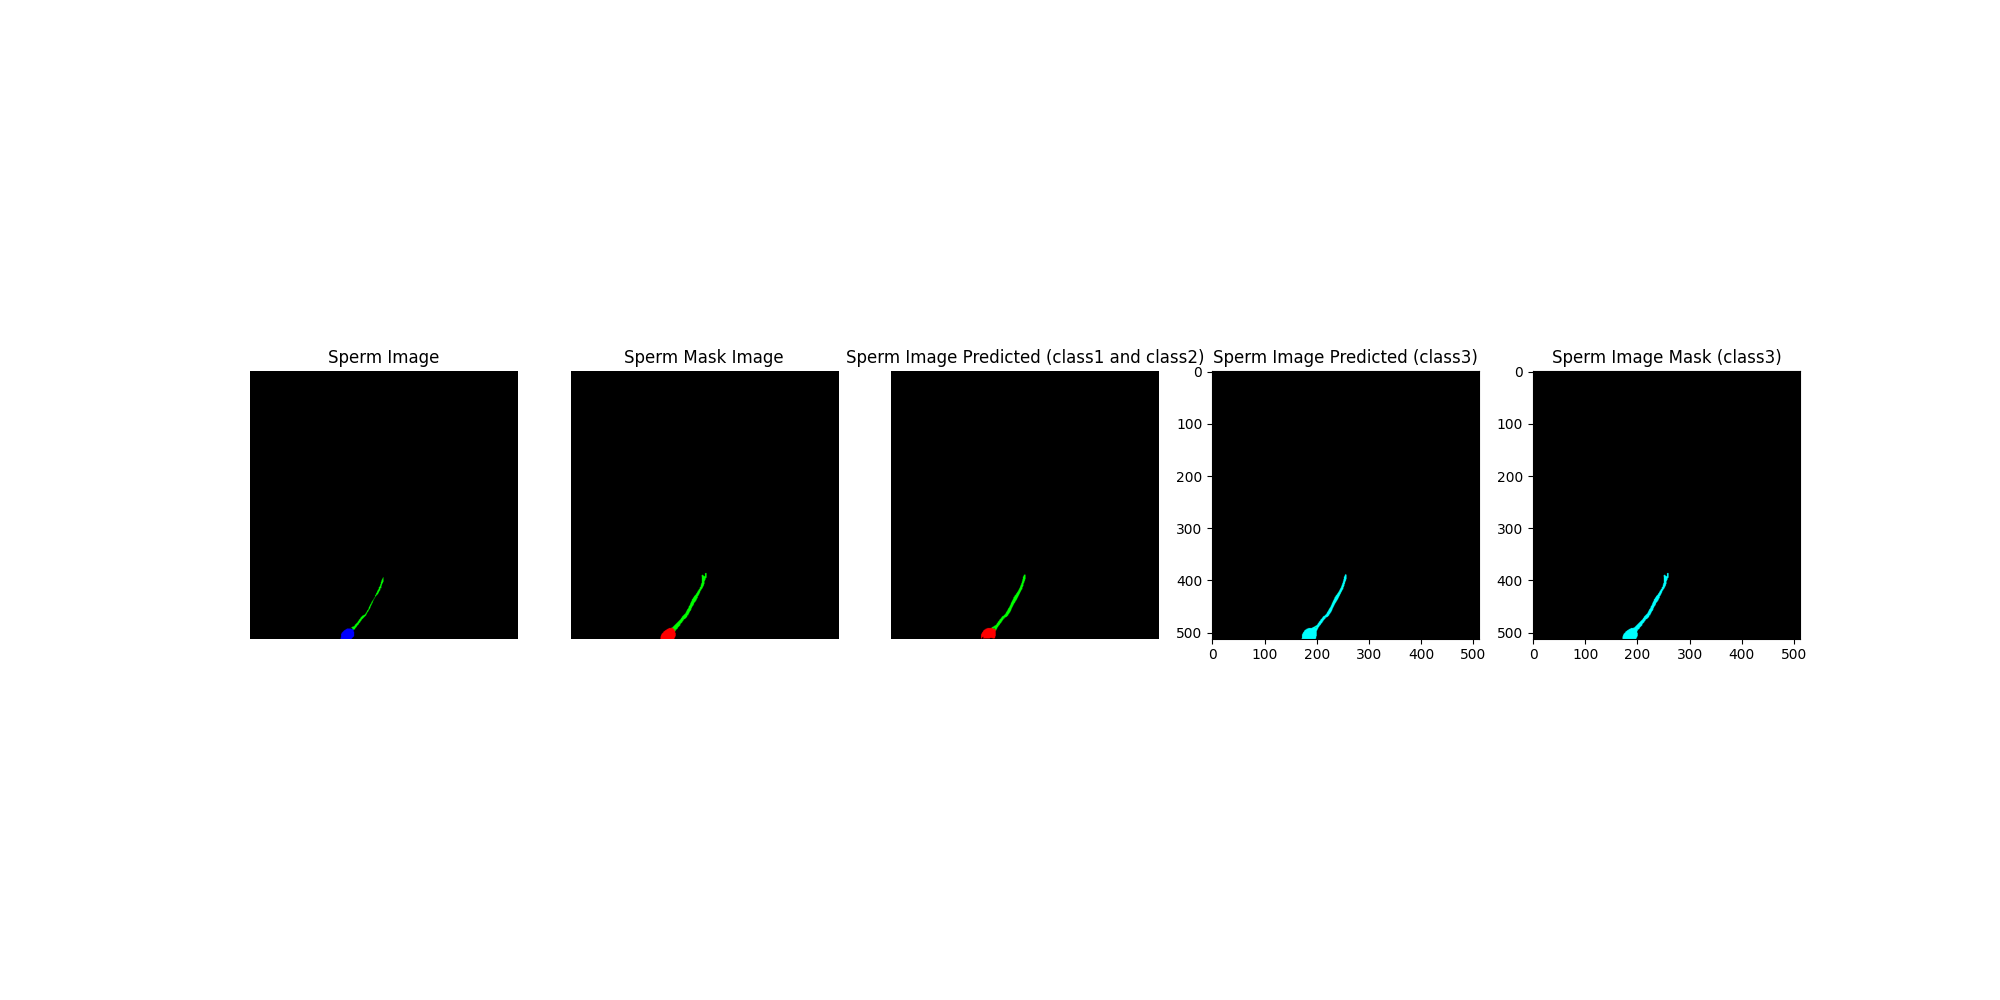 Sperm Image
Sperm Mask Image
Sperm Image Predicted (class1 and class2)
Sperm Image Predicted (class3)
Sperm Image Mask (class3)
0
100
200
300
400
500
0 100 200 300 400 500
0
100
200
300
400
500
0 100 200 300 400 500